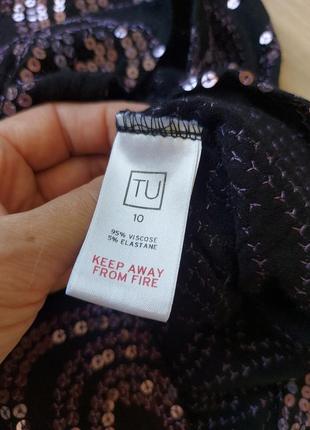 TU
10
95% VISCOSE
5% ELASTANE
KEEP AWAY
FROM FIRE